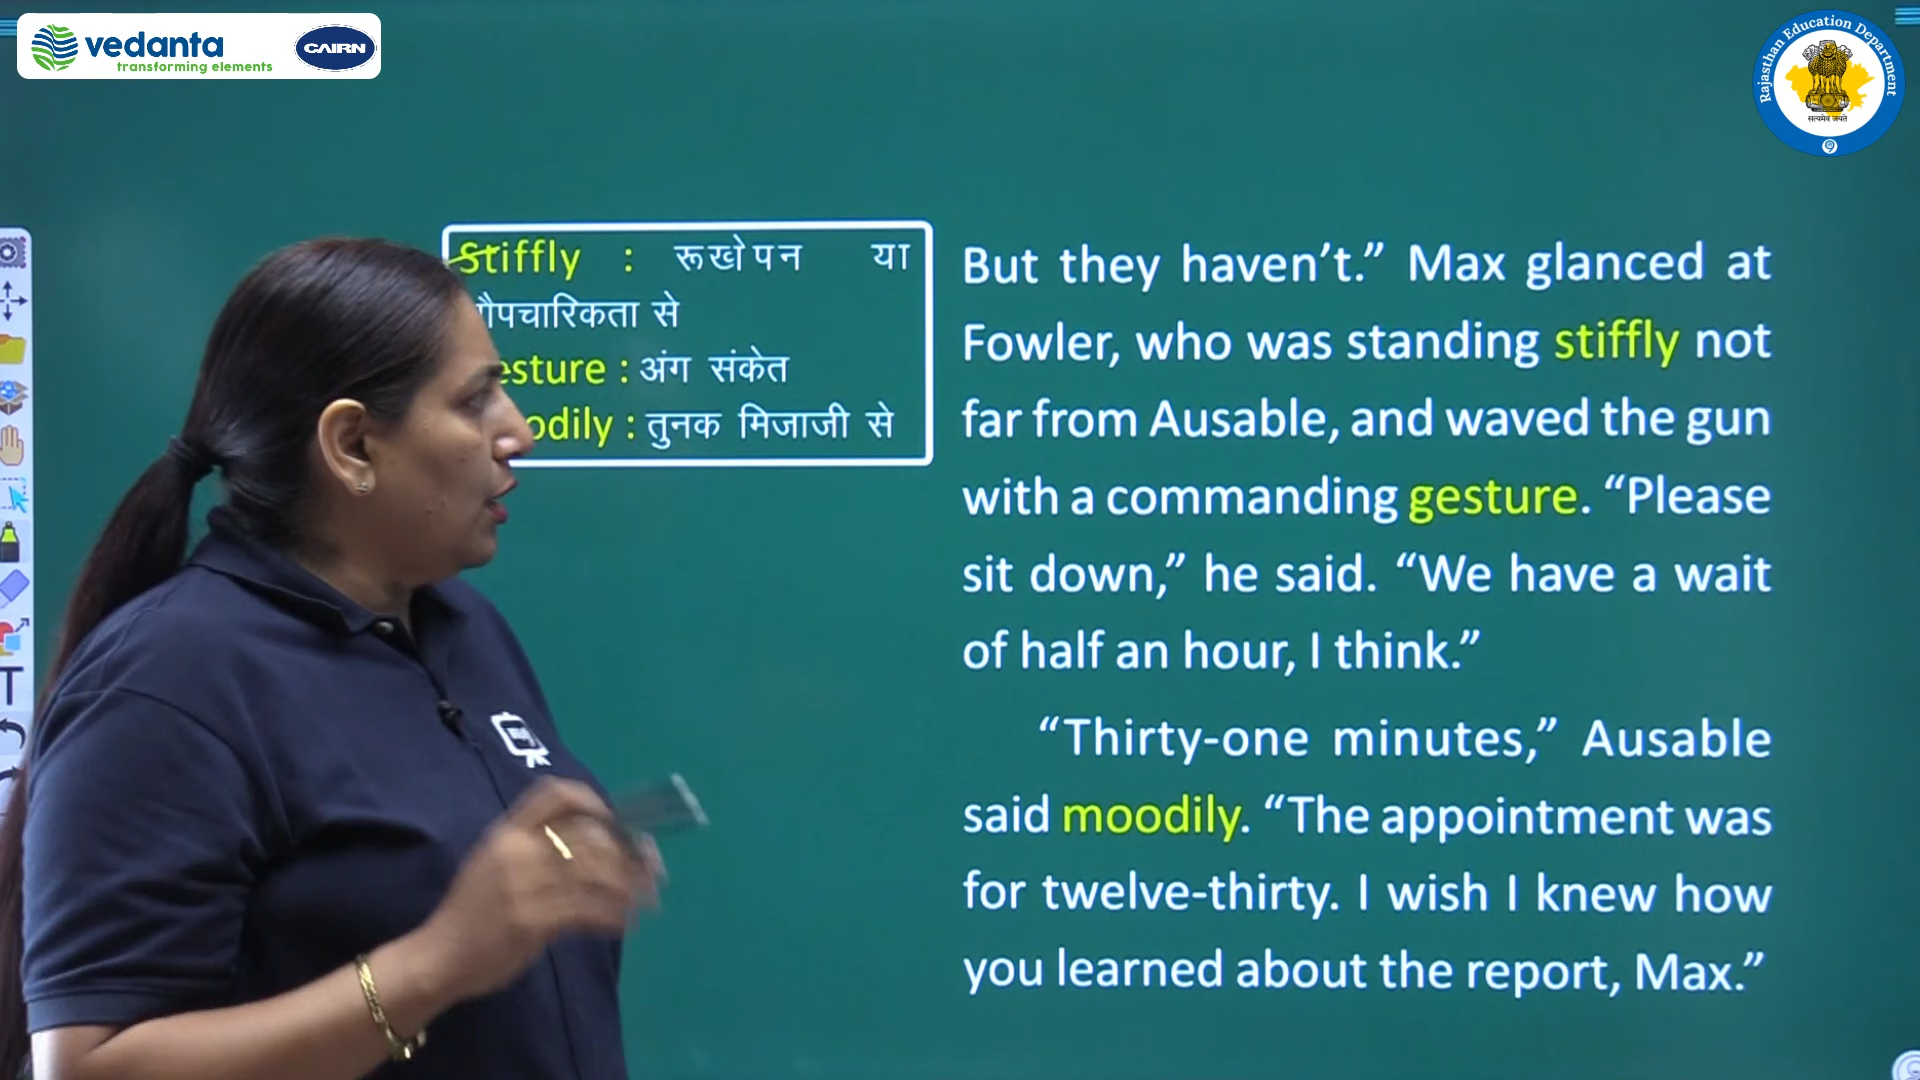 vedanta
transforming elements
CAIRN
Rajasthan Education Department
सत्यमेव जयते
Stiffly : रूखेपन या
औपचारिकता से
esture : अंग संकेत
odily : तुनक मिजाजी से
But they haven’t.” Max glanced at
Fowler, who was standing stiffly not
far from Ausable, and waved the gun
with a commanding gesture. “Please
sit down,” he said. “We have a wait
of half an hour, I think.”
“Thirty-one minutes,” Ausable
said moodily. “The appointment was
for twelve-thirty. I wish I knew how
you learned about the report, Max.”
T